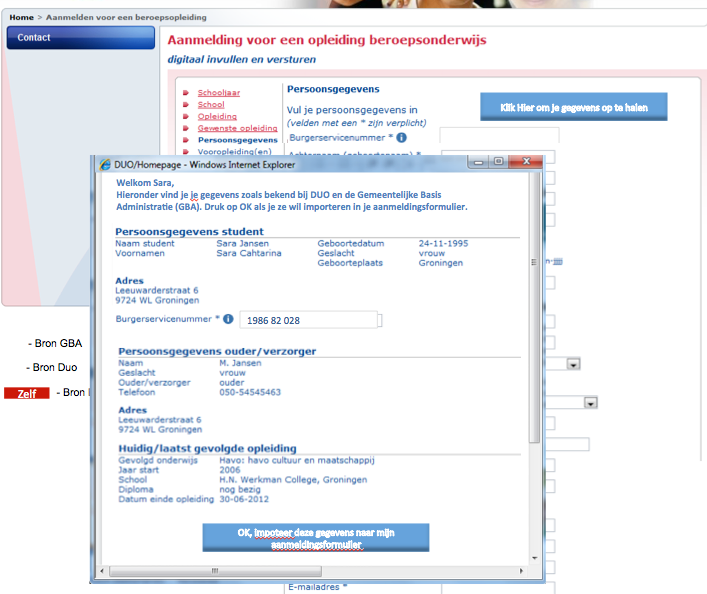 Home > Aanmelden voor een beroepsopleiding
Contact
Aanmelding voor een opleiding beroepsonderwijs
digitaal invullen en versturen
Schooljaar
School
Opleiding
Gewenste opleiding
Persoonsgegevens
Vooropleiding(en)
Persoonsgegevens
Vul je persoonsgegevens in
(velden met een * zijn verplicht)
Burgerservicenummer *
Klik Hier om je gegevens op te halen
DUO/Homepage - Windows Internet Explorer
Welkom Sara,
Hieronder vind je je gegevens zoals bekend bij DUO en de Gemeentelijke Basis
Administratie (GBA). Druk op OK als je ze wil importeren in je aanmeldingsformulier.
Persoonsgegevens student
Naam student Sara Jansen Geboortedatum 24-11-1995
Voornamen Sara Cahtarina Geslacht vrouw
Geboorteplaats Groningen
Adres
Leeuwarderstraat 6
9724 WL Groningen
Burgerservicenummer * 1986 82 028
Persoonsgegevens ouder/verzorger
Naam M. Jansen
Geslacht vrouw
Ouder/verzorger ouder
Telefoon 050-54545463
Adres
Leeuwarderstraat 6
9724 WL Groningen
Huidig/laatst gevolgde opleiding
Gevolgd onderwijs Havo: havo cultuur en maatschappij
Jaar start 2006
School H.N. Werkman College, Groningen
Diploma nog bezig
Datum einde opleiding 30-06-2012
OK, impoteer deze gegevens naar mijn
aanmeldingsformulier
- Bron GBA
- Bron Duo
Zelf - Bron
E-mailadres *